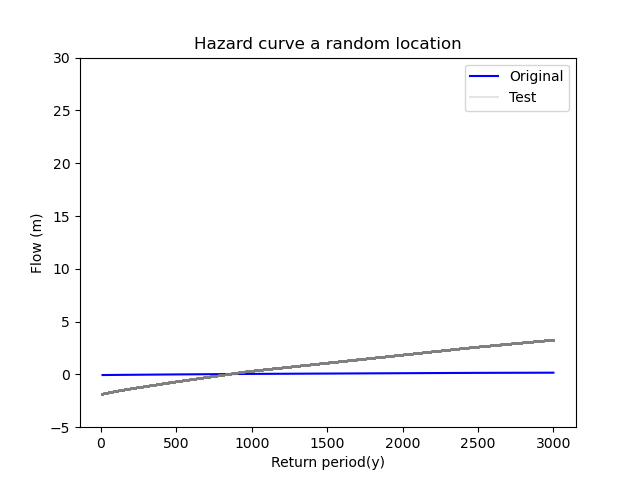 Hazard curve a random location
Original
Test
Flow (m)
30
25
20
15
10
5
0
−5
0 500 1000 1500 2000 2500 3000
Return period(y)